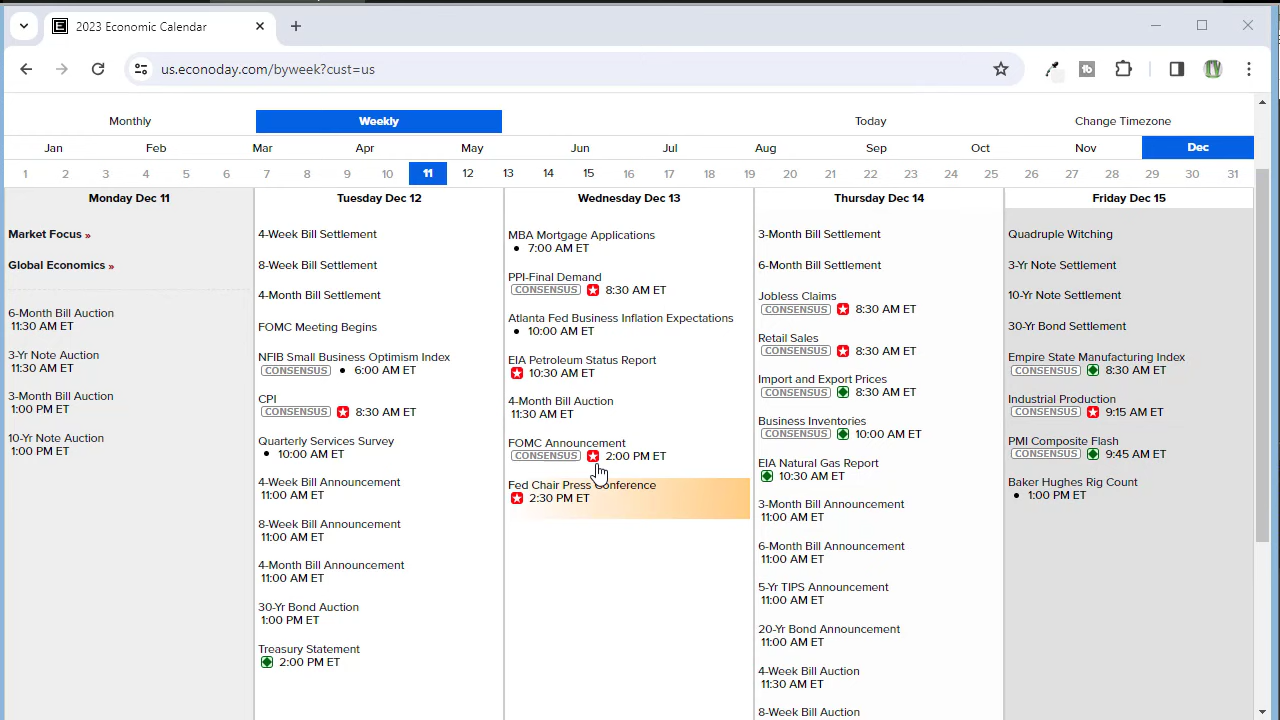 2023 Economic Calendar
us.econoday.com/byweek?cust=us
Monthly Weekly Today Change Timezone
Jan Feb Mar Apr May Jun Jul Aug Sep Oct Nov Dec
1 2 3 4 5 6 7 8 9 10 11 12 13 14 15 16 17 18 19 20 21 22 23 24 25 26 27 28 29 30 31
Monday Dec 11
Market Focus »
Global Economics »
6-Month Bill Auction
11:30 AM ET
3-Yr Note Auction
11:30 AM ET
3-Month Bill Auction
1:00 PM ET
10-Yr Note Auction
1:00 PM ET
Tuesday Dec 12
4-Week Bill Settlement
8-Week Bill Settlement
4-Month Bill Settlement
FOMC Meeting Begins
NFIB Small Business Optimism Index
CONSENSUS 6:00 AM ET
CPI
CONSENSUS 8:30 AM ET
Quarterly Services Survey
10:00 AM ET
4-Week Bill Announcement
11:00 AM ET
8-Week Bill Announcement
11:00 AM ET
4-Month Bill Announcement
11:00 AM ET
30-Yr Bond Auction
1:00 PM ET
Treasury Statement
2:00 PM ET
Wednesday Dec 13
MBA Mortgage Applications
7:00 AM ET
PPI-Final Demand
CONSENSUS 8:30 AM ET
Atlanta Fed Business Inflation Expectations
10:00 AM ET
EIA Petroleum Status Report
10:30 AM ET
4-Month Bill Auction
11:30 AM ET
FOMC Announcement
CONSENSUS 2:00 PM ET
Fed Chair Press Conference
2:30 PM ET
Thursday Dec 14
3-Month Bill Settlement
6-Month Bill Settlement
Jobless Claims
CONSENSUS 8:30 AM ET
Retail Sales
CONSENSUS 8:30 AM ET
Import and Export Prices
CONSENSUS 8:30 AM ET
Business Inventories
CONSENSUS 10:00 AM ET
EIA Natural Gas Report
10:30 AM ET
3-Month Bill Announcement
11:00 AM ET
6-Month Bill Announcement
11:00 AM ET
5-Yr TIPS Announcement
11:00 AM ET
20-Yr Bond Announcement
11:00 AM ET
4-Week Bill Auction
11:30 AM ET
8-Week Bill Auction
Friday Dec 15
Quadruple Witching
3-Yr Note Settlement
10-Yr Note Settlement
30-Yr Bond Settlement
Empire State Manufacturing Index
CONSENSUS 8:30 AM ET
Industrial Production
CONSENSUS 9:15 AM ET
PMI Composite Flash
CONSENSUS 9:45 AM ET
Baker Hughes Rig Count
1:00 PM ET